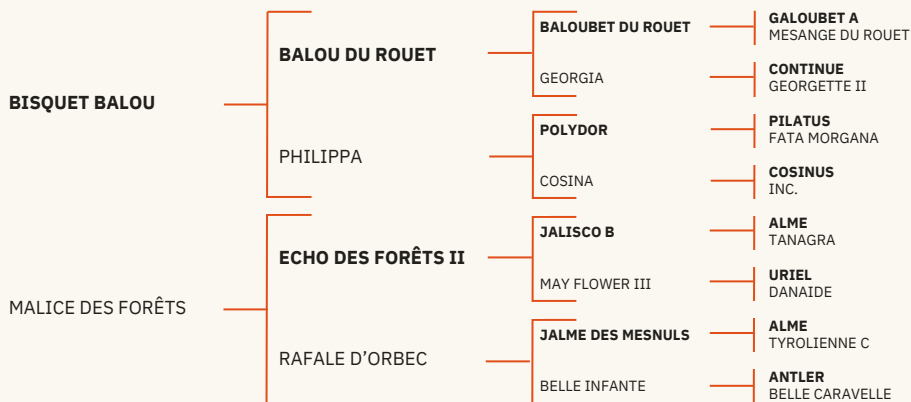 BISQUET BALOU
BALOU DU ROUET
BALOUBET DU ROUET
GALOUBET A
MESANGE DU ROUET
GEORGIA
CONTINUE
GEORGETTE II
PHILIPPA
POLYDOR
PILATUS
FATA MORGANA
COSINA
COSINUS
INC.
MALICE DES FORÊTS
ECHO DES FORÊTS II
JALISCO B
ALME
TANAGRA
MAY FLOWER III
URIEL
DANAIDE
RAFALE D’ORBEC
JALME DES MESNULS
ALME
TYROLIENNE C
BELLE INFANTE
ANTLER
BELLE CARAVELLE